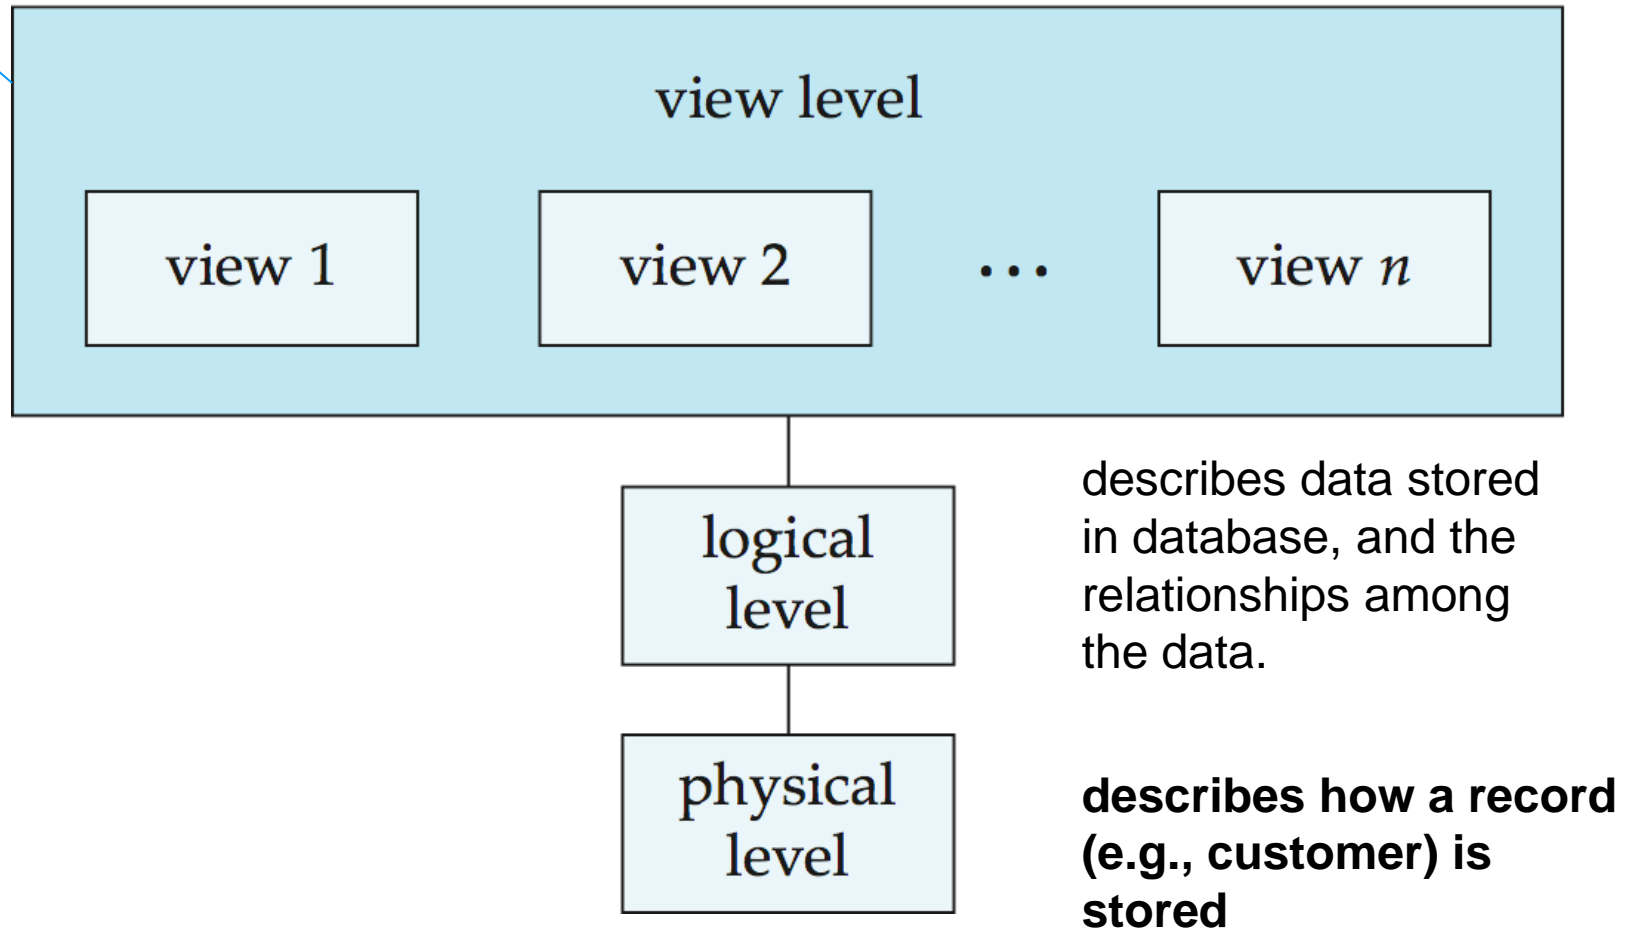 view level
view 1
view 2
...
view n
logical
level
describes data stored
in database, and the
relationships among
the data.
physical
level
describes how a record
(e.g., customer) is
stored